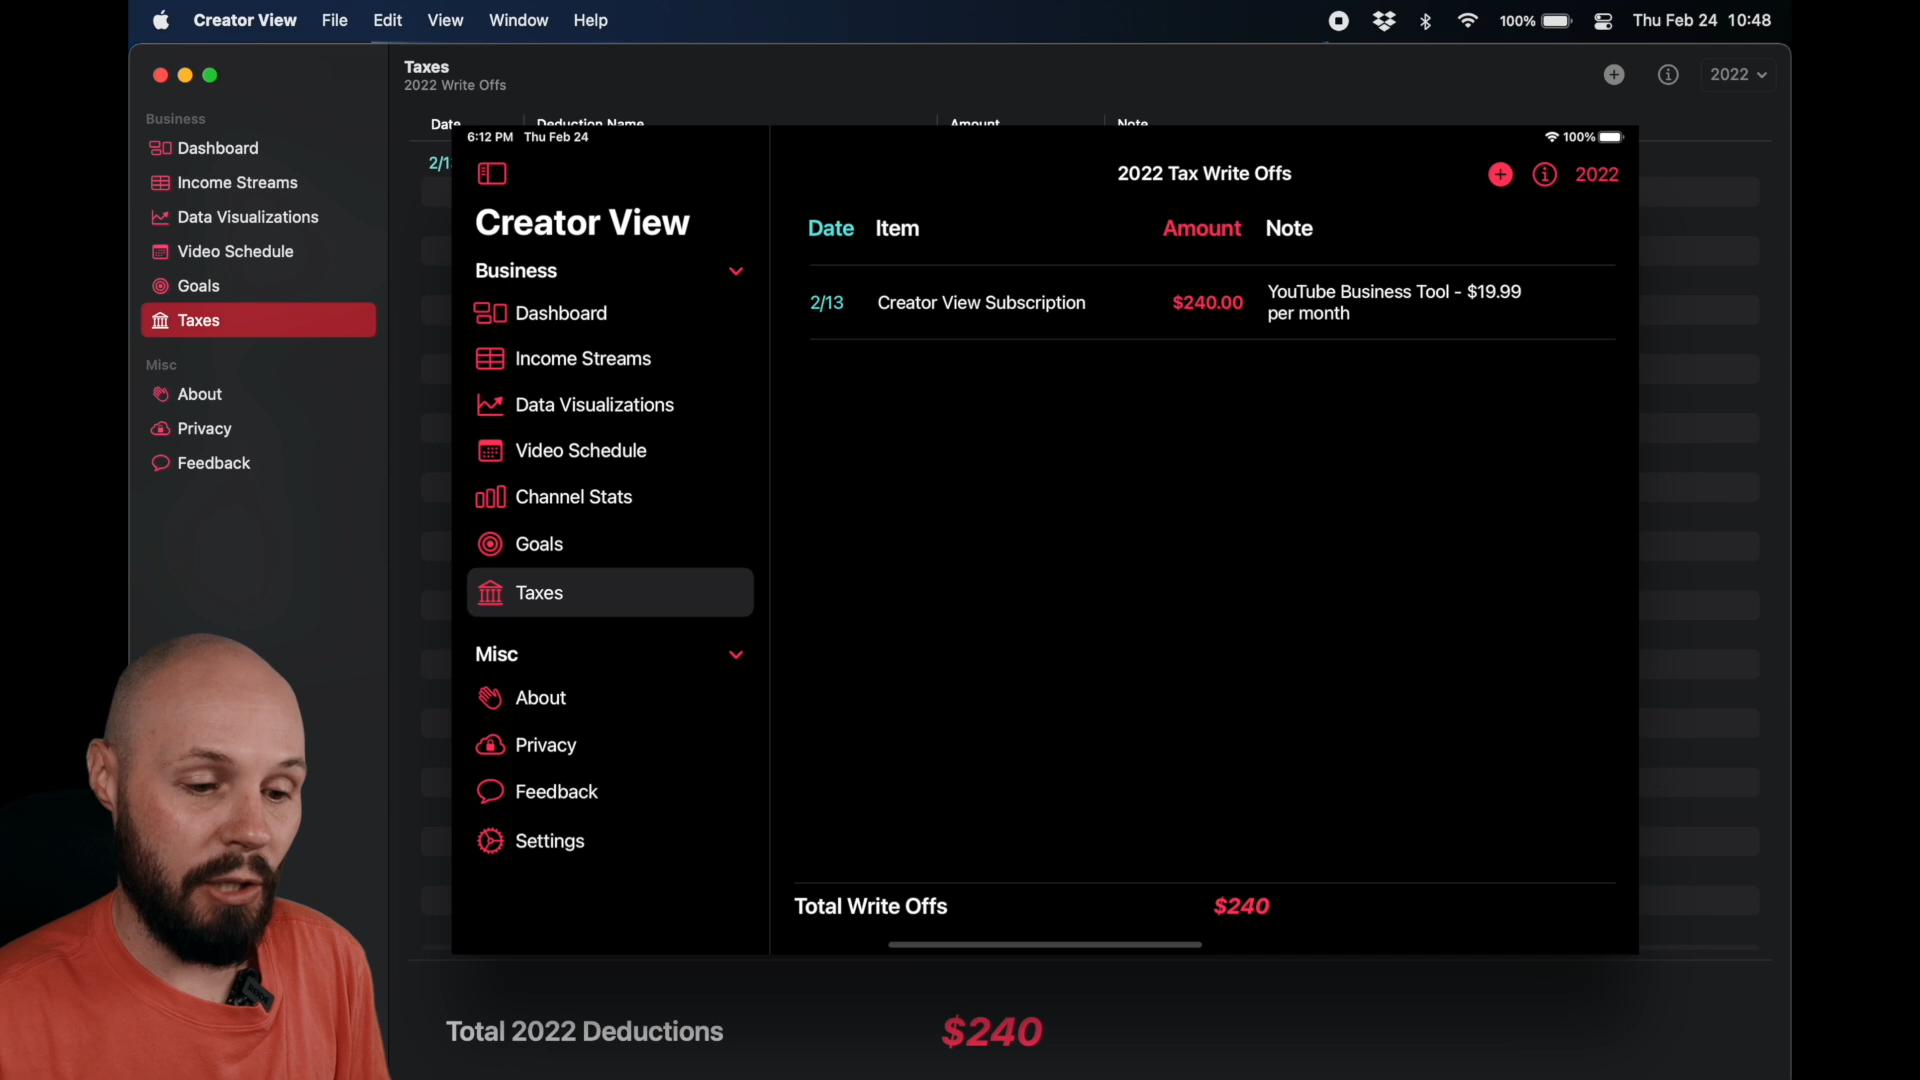 Creator View File Edit View Window Help 100% Thu Feb 24 10:48
Taxes
2022 Write Offs
2022
Business
Dashboard
Income Streams
Data Visualizations
Video Schedule
Goals
Taxes
Misc
About
Privacy
Feedback
Date Deduction Name Amount Note
2/13
6:12 PM Thu Feb 24 100%
Creator View
Business
Dashboard
Income Streams
Data Visualizations
Video Schedule
Channel Stats
Goals
Taxes
Misc
About
Privacy
Feedback
Settings
2022 Tax Write Offs
2022
Date Item Amount Note
2/13 Creator View Subscription $240.00 YouTube Business Tool - $19.99
per month
Total Write Offs $240
Total 2022 Deductions $240